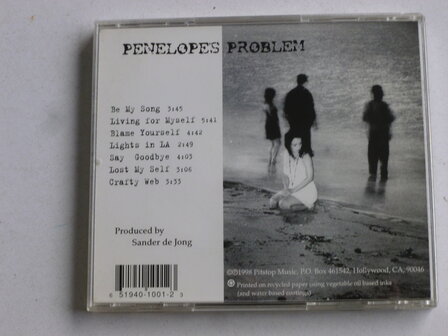 PENELOPES PROBLEM
Be My Song 3:45
Living for Myself 5:41
Blame Yourself 4:42
Lights in LA 2:49
Say Goodbye 4:03
Lost My Self 3:06
Crafty Web 3:33
Produced by
Sander de Jong
©℗1998 Pitstop Music, P.O. Box 461542, Hollywood, CA, 90046
Printed on recycled paper using vegetable oil based inks
(and water based coatings)
6 51940-1001-2 3